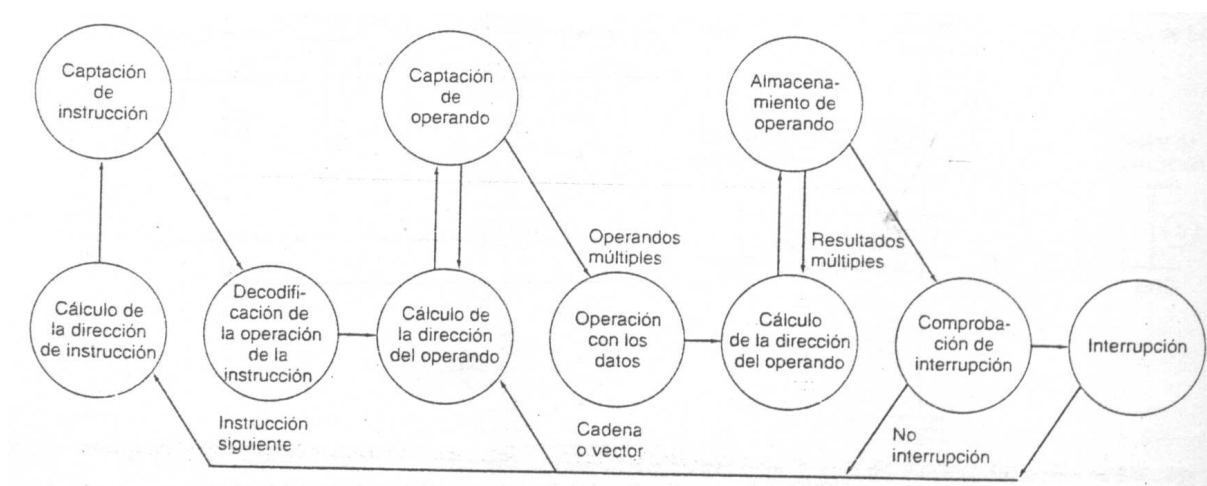 Captación
de
instrucción
Captación
de
operando
Almacena-
miento de
operando
Operandos
múltiples
Resultados
múltiples
Cálculo de
la dirección
de instrucción
Decodifi-
cación de
la operación
de la
instrucción
Cálculo de
la dirección
del operando
Operación
con los
datos
Cálculo
de la dirección
del operando
Comproba-
ción de
interrupción
Interrupción
Instrucción
siguiente
Cadena
o vector
No
interrupción